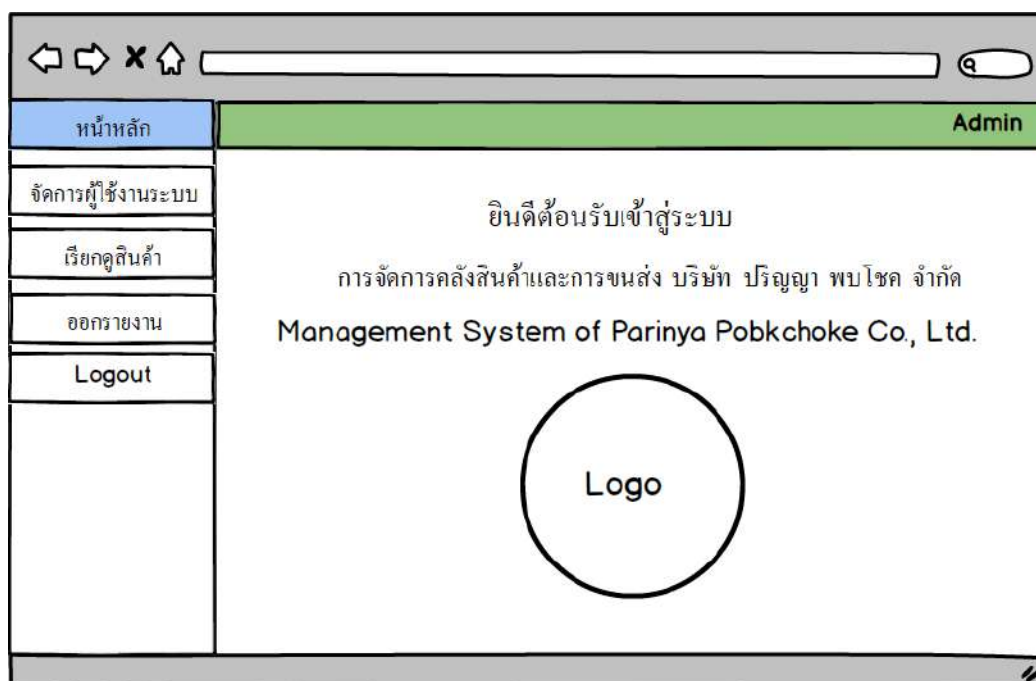 หน้าหลัก
Admin
จัดการผู้ใช้งานระบบ
เรียกดูสินค้า
ออกรายงาน
Logout
ยินดีต้อนรับเข้าสู่ระบบ
การจัดการคลังสินค้าและการขนส่ง บริษัท ปริญญา พบโชค จำกัด
Management System of Parinya Pobkchoke Co., Ltd.
Logo